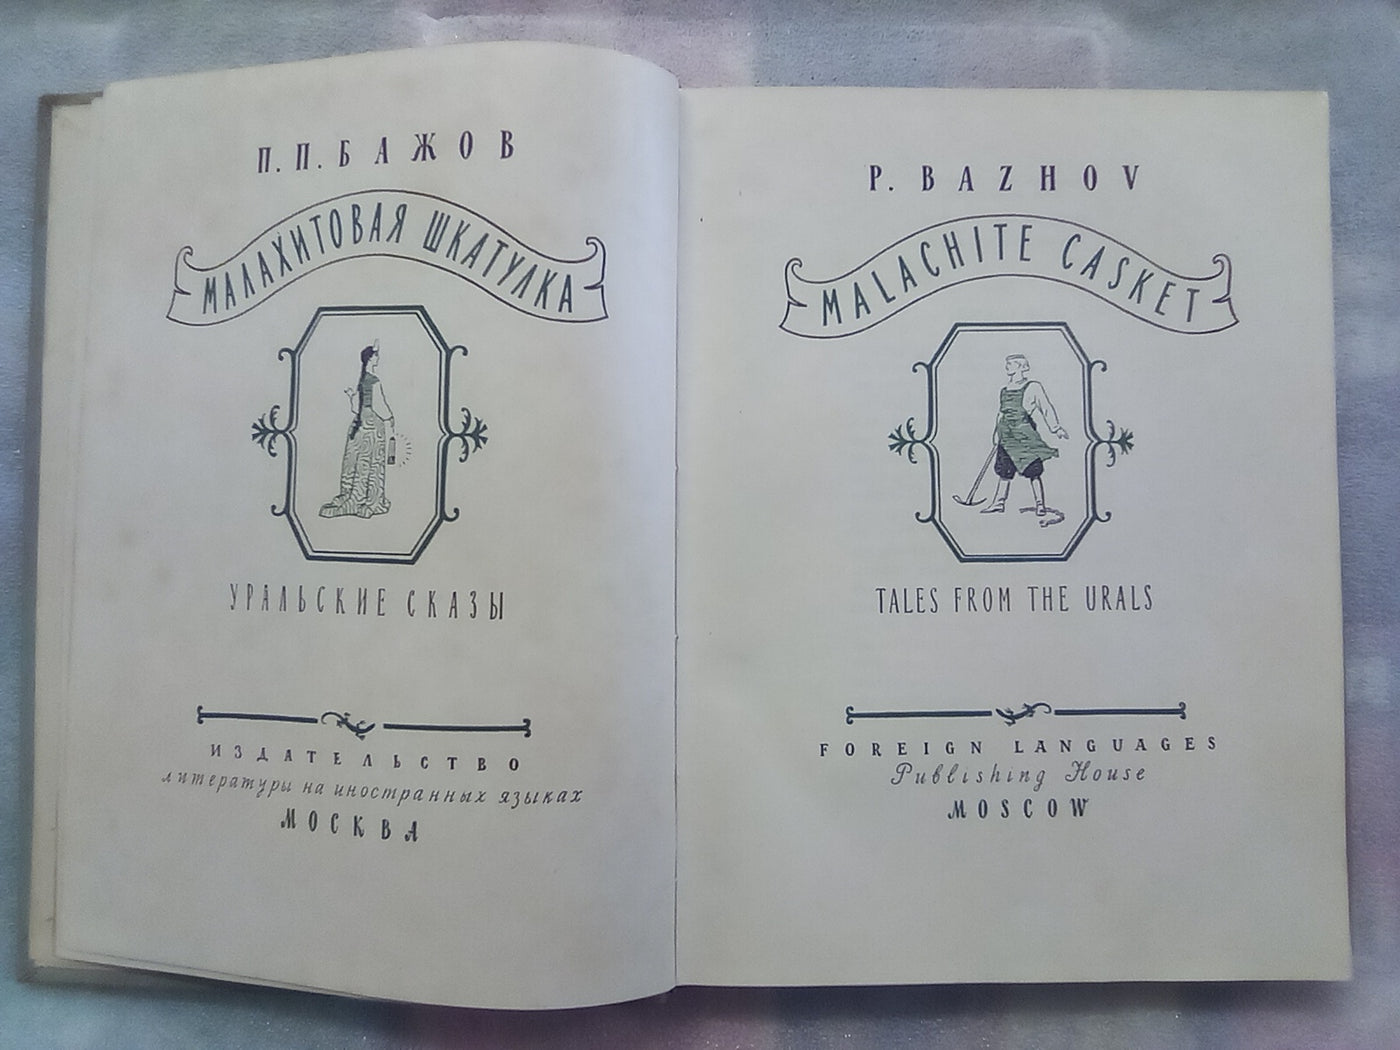 П. П. БАЖОВ
МАЛАХИТОВАЯ ШКАТУЛКА
УРАЛЬСКИЕ СКАЗЫ
ИЗДАТЕЛЬСТВО
литературы на иностранных языках
МОСКВА
P. BAZHOV
MALACHITE CASKET
TALES FROM THE URALS
FOREIGN LANGUAGES
Publishing House
MOSCOW